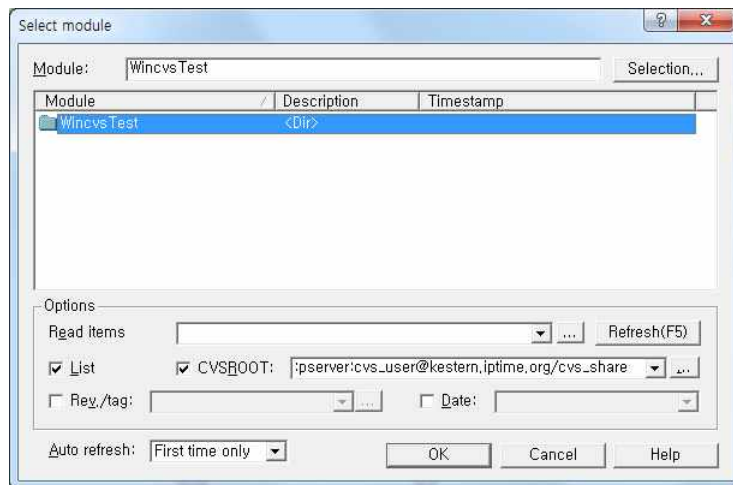 Select module
Module: WincvsTest Selection...
Module Description Timestamp
WincvsTest <Dir>
Options
Read items ... Refresh(F5)
List CVSROOT: :pserver:cvs_user@kestern.iptime.org/cvs_share ...
Rev./tag: ... Date:
Auto refresh: First time only OK Cancel Help